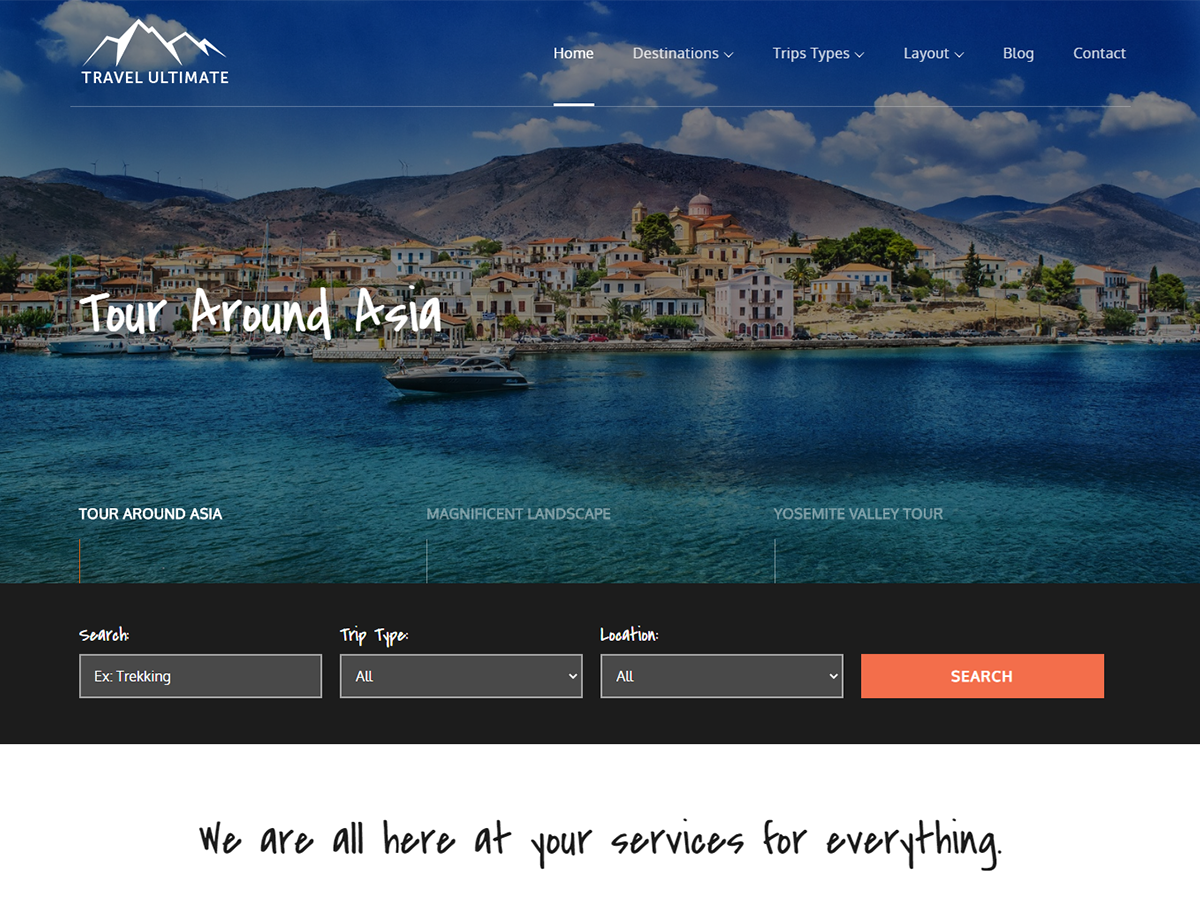 TRAVEL ULTIMATE
Home Destinations Trips Types Layout Blog Contact
Tour Around Asia
TOUR AROUND ASIA MAGNIFICENT LANDSCAPE YOSEMITE VALLEY TOUR
Search: Trip Type: Location:
Ex: Trekking All All SEARCH
We are all here at your services for everything.